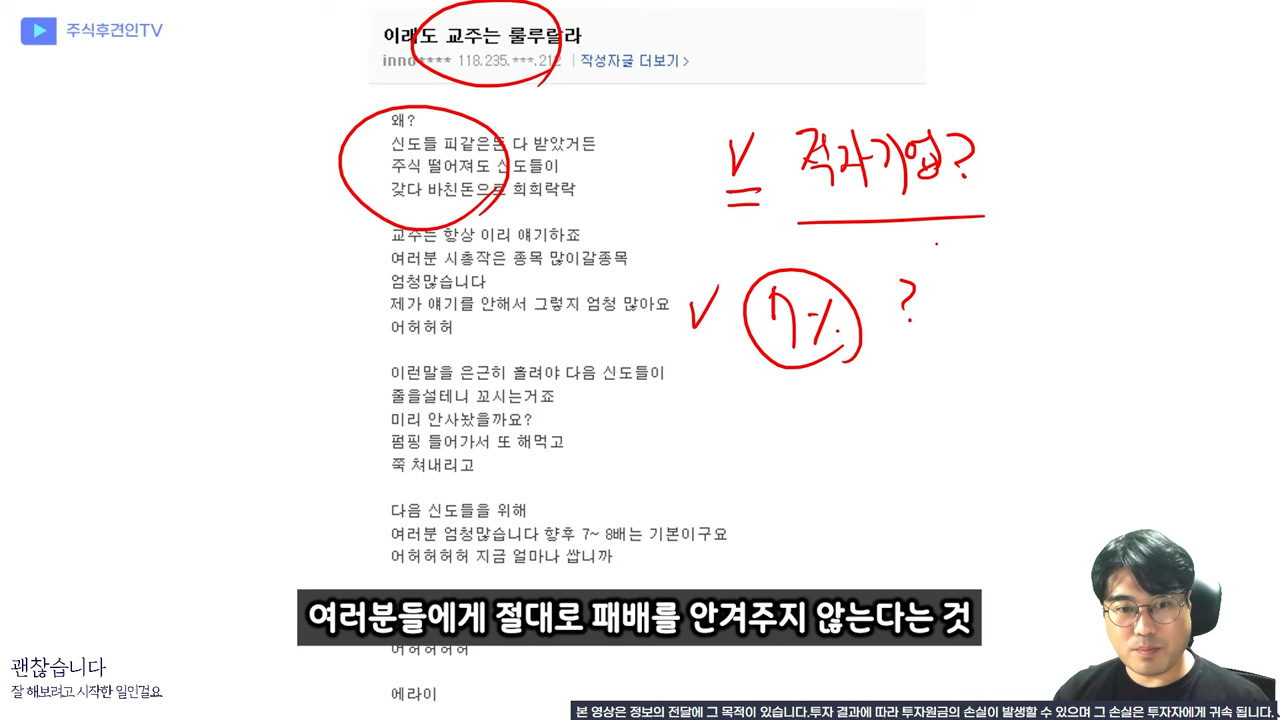 주식후견인TV
이래도 교주는 룰루랄라
inno**** 118.235.***.212 | 작성자글 더보기 >
왜?
신도들 피같은돈 다 받았거든
주식 떨어져도 신도들이
갖다 바친돈으로 희희락락
적자기업?
교주는 항상 이리 얘기하죠
여러분 시총작은 종목 많이갈종목
엄청많습니다
제가 얘기를 안해서 그렇지 엄청 많아요
어허허허
기-%. ?
이런말을 은근히 흘려야 다음 신도들이
줄을설테니 꼬시는거죠
미리 안사놨을까요?
펌핑 들어가서 또 해먹고
쭉 쳐내리고
다음 신도들을 위해
여러분 엄청많습니다 향후 7~ 8배는 기본이구요
어허허허허 지금 얼마나 쌉니까
여러분들에게 절대로 패배를 안겨주지 않는다는 것
에라이
괜찮습니다
잘 해보려고 시작한 일인걸요
본 영상은 정보의 전달에 그 목적이 있습니다.투자 결과에 따라 투자원금의 손실이 발생할 수 있으며 그 손실은 투자자에게 귀속 됩니다.